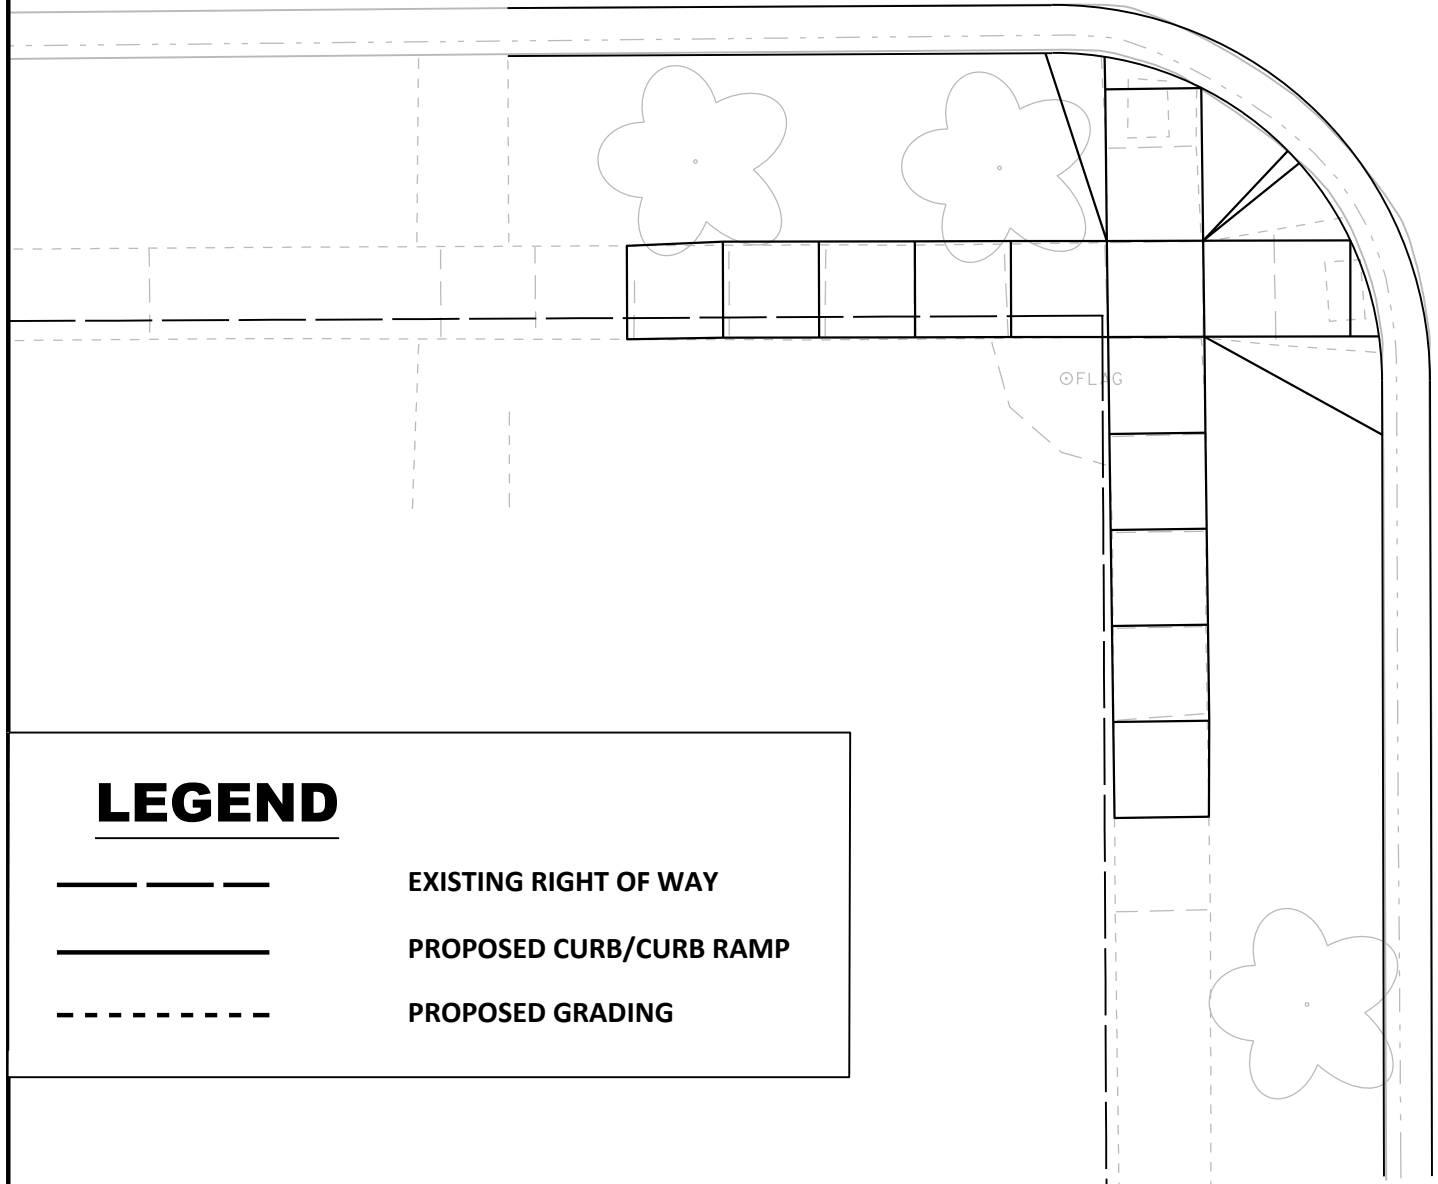 FLAG
LEGEND
EXISTING RIGHT OF WAY
PROPOSED CURB/CURB RAMP
PROPOSED GRADING